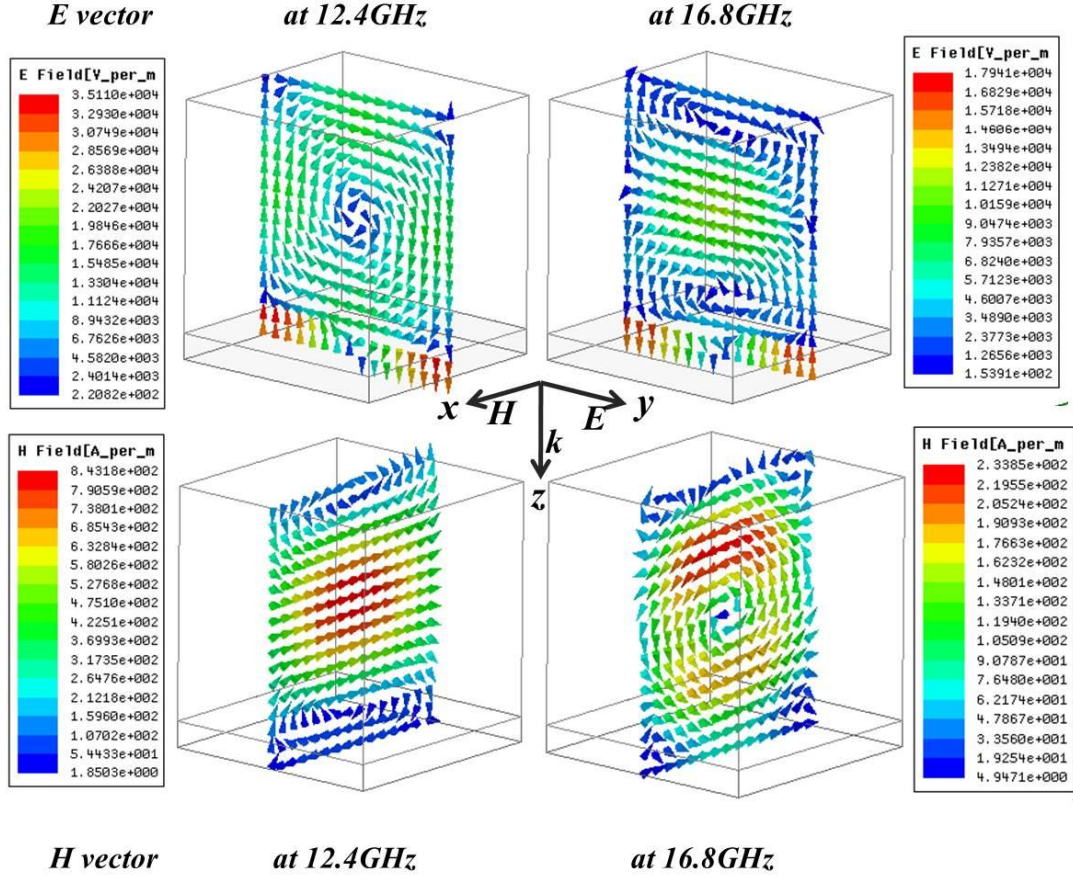 E vector at 12.4GHz at 16.8GHz
E Field[V_per_m
3.5110e+004
3.2930e+004
3.0749e+004
2.8569e+004
2.6388e+004
2.4207e+004
2.2027e+004
1.9846e+004
1.7666e+004
1.5485e+004
1.3304e+004
1.1124e+004
8.9432e+003
6.7626e+003
4.5820e+003
2.4014e+003
2.2082e+002
E Field[V_per_m
1.7941e+004
1.6829e+004
1.5718e+004
1.4606e+004
1.3494e+004
1.2382e+004
1.1271e+004
1.0159e+004
9.0474e+003
7.9357e+003
6.8240e+003
5.7123e+003
4.6007e+003
3.4890e+003
2.3773e+003
1.2656e+003
1.5391e+002
x H E y
k
z
H Field[A_per_m
8.4318e+002
7.9059e+002
7.3801e+002
6.8543e+002
6.3284e+002
5.8026e+002
5.2768e+002
4.7510e+002
4.2251e+002
3.6993e+002
3.1735e+002
2.6476e+002
2.1218e+002
1.5960e+002
1.0702e+002
5.4433e+001
1.8503e+000
H Field[A_per_m
2.3385e+002
2.1955e+002
2.0524e+002
1.9093e+002
1.7663e+002
1.6232e+002
1.4801e+002
1.3371e+002
1.1940e+002
1.0509e+002
9.0787e+001
7.6480e+001
6.2174e+001
4.7867e+001
3.3560e+001
1.9254e+001
4.9471e+000
H vector at 12.4GHz at 16.8GHz